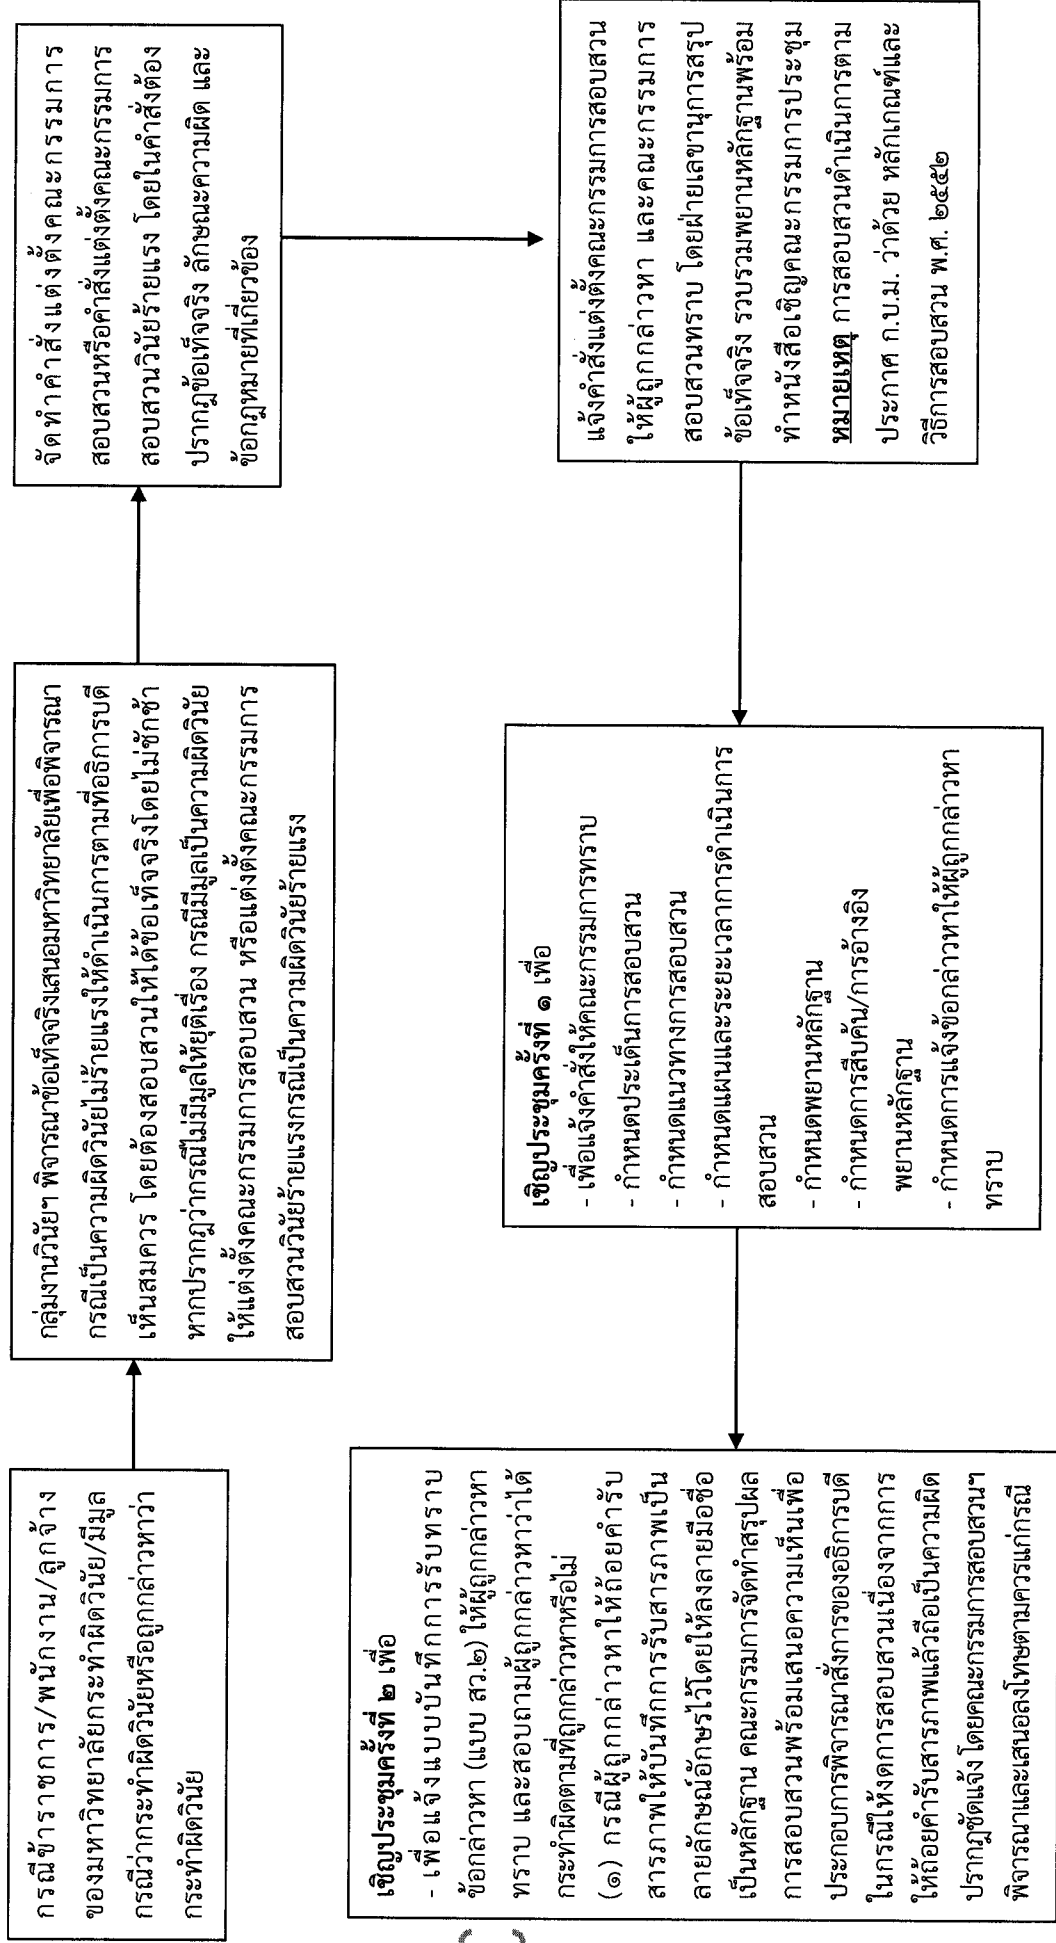 กรณีข้าราชการ/พนักงาน/ลูกจ้าง
ของมหาวิทยาลัยกระทำผิดวินัย/มีมูล
กรณีว่ากระทำผิดวินัยหรือถูกกล่าวหาว่า
กระทำผิดวินัย
กลุ่มงานวินัยฯ พิจารณาข้อเท็จจริงเสนอมหาวิทยาลัยเพื่อพิจารณา
กรณีเป็นความผิดวินัยไม่ร้ายแรงให้ดำเนินการตามที่อธิการบดี
เห็นสมควร โดยต้องสอบสวนให้ได้ข้อเท็จจริงโดยไม่ชักช้า
หากปรากฏว่ากรณีไม่มีมูลให้ยุติเรื่อง กรณีมีมูลเป็นความผิดวินัย
ให้แต่งตั้งคณะกรรมการสอบสวน หรือแต่งตั้งคณะกรรมการ
สอบสวนวินัยร้ายแรงกรณีเป็นความผิดวินัยร้ายแรง
จัดทำคำสั่งแต่งตั้งคณะกรรมการ
สอบสวนหรือคำสั่งแต่งตั้งคณะกรรมการ
สอบสวนวินัยร้ายแรง โดยในคำสั่งต้อง
ปรากฏข้อเท็จจริง ลักษณะความผิด และ
ข้อกฎหมายที่เกี่ยวข้อง
แจ้งคำสั่งแต่งตั้งคณะกรรมการสอบสวน
ให้ผู้ถูกกล่าวหา และคณะกรรมการ
สอบสวนทราบ โดยฝ่ายเลขานุการสรุป
ข้อเท็จจริง รวบรวมพยานหลักฐานพร้อม
ทำหนังสือเชิญคณะกรรมการประชุม
หมายเหตุ การสอบสวนดำเนินการตาม
ประกาศ ก.บ.ม. ว่าด้วย หลักเกณฑ์และ
วิธีการสอบสวน พ.ศ. ๒๕๕๒
เชิญประชุมครั้งที่ ๑ เพื่อ
- เพื่อแจ้งคำสั่งให้คณะกรรมการทราบ
- กำหนดประเด็นการสอบสวน
- กำหนดแนวทางการสอบสวน
- กำหนดแผนและระยะเวลาการดำเนินการ
สอบสวน
- กำหนดพยานหลักฐาน
- กำหนดการสืบค้น/การอ้างอิง
พยานหลักฐาน
- กำหนดการแจ้งข้อกล่าวหาให้ผู้ถูกกล่าวหา
ทราบ
เชิญประชุมครั้งที่ ๒ เพื่อ
- เพื่อแจ้งแบบบันทึกการรับทราบ
ข้อกล่าวหา (แบบ สว.๒) ให้ผู้ถูกกล่าวหา
ทราบ และสอบถามผู้ถูกกล่าวหาว่าได้
กระทำผิดตามที่ถูกกล่าวหาหรือไม่
(๑) กรณีผู้ถูกกล่าวหาให้ถ้อยคำรับ
สารภาพให้บันทึกการรับสารภาพเป็น
ลายลักษณ์อักษรไว้โดยให้ลงลายมือชื่อ
เป็นหลักฐาน คณะกรรมการจัดทำสรุปผล
การสอบสวนพร้อมเสนอความเห็นเพื่อ
ประกอบการพิจารณาสั่งการของอธิการบดี
ในกรณีให้งดการสอบสวนเนื่องจากการ
ให้ถ้อยคำรับสารภาพแล้วถือเป็นความผิด
ปรากฏชัดแจ้ง โดยคณะกรรมการสอบสวนฯ
พิจารณาและเสนอลงโทษตามควรแก่กรณี